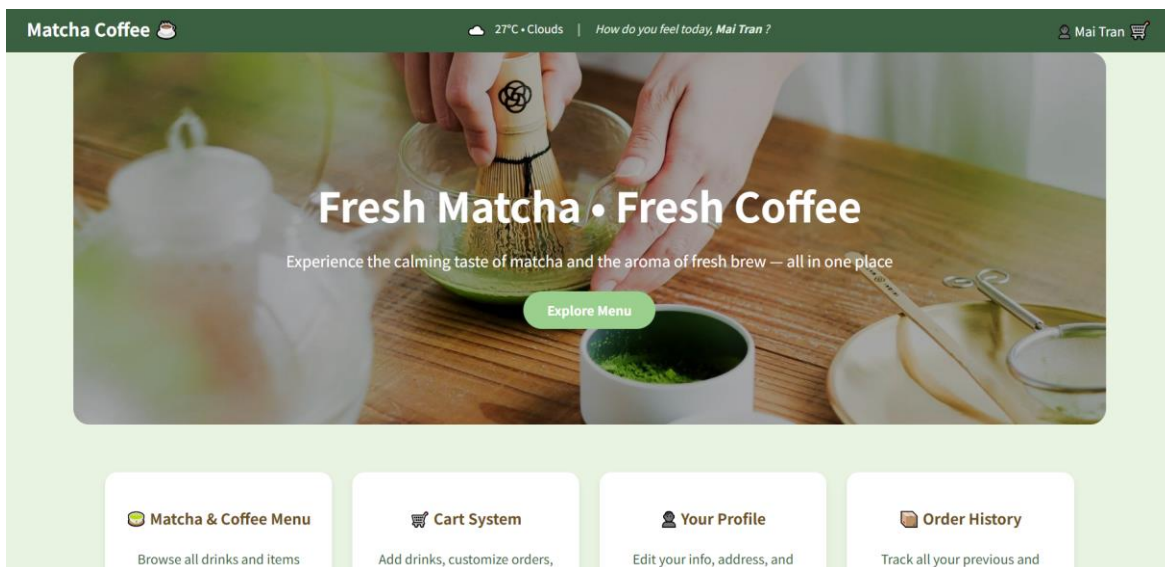 Matcha Coffee ☕
☁️ 27°C • Clouds | How do you feel today, Mai Tran ?
👤 Mai Tran 🛒
Fresh Matcha • Fresh Coffee
Experience the calming taste of matcha and the aroma of fresh brew — all in one place
Explore Menu
🍵 Matcha & Coffee Menu
Browse all drinks and items
🛒 Cart System
Add drinks, customize orders,
👤 Your Profile
Edit your info, address, and
📦 Order History
Track all your previous and